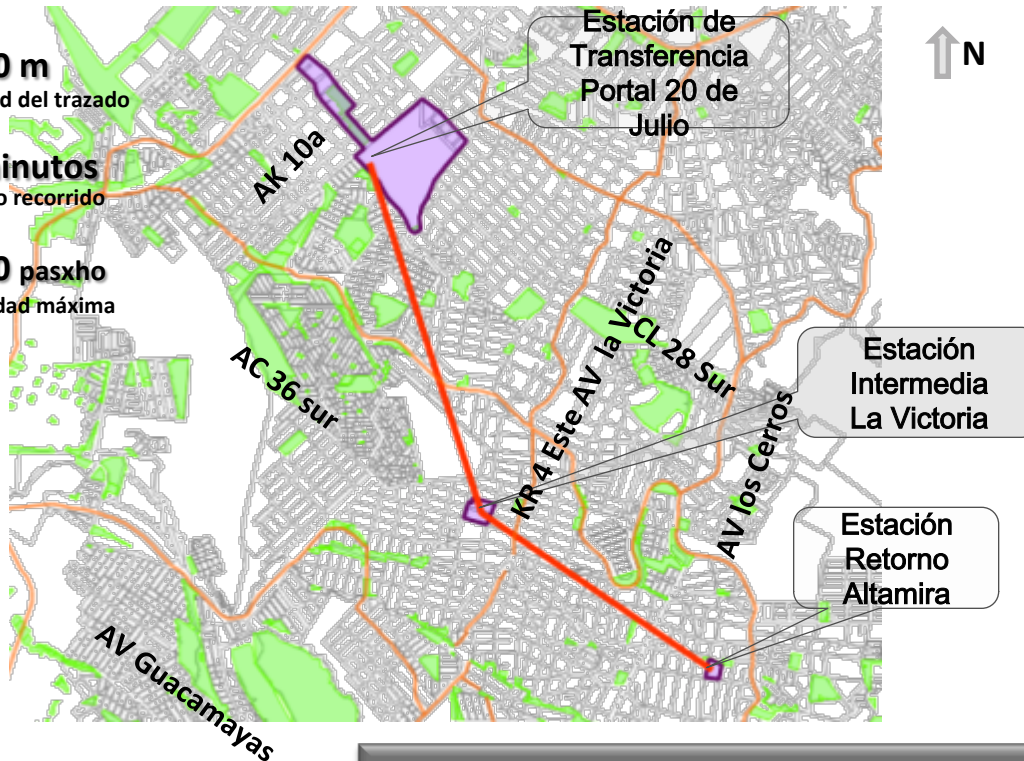 Estación de
Transferencia
Portal 20 de
Julio
N
0 m
d del trazado
inutos
o recorrido
0 pasxho
dad máxima
AK 10a
AC 36 sur
KR 4 Este AV la Victoria
CL 28 Sur
AV los Cerros
AV Guacamayas
Estación
Intermedia
La Victoria
Estación
Retorno
Altamira